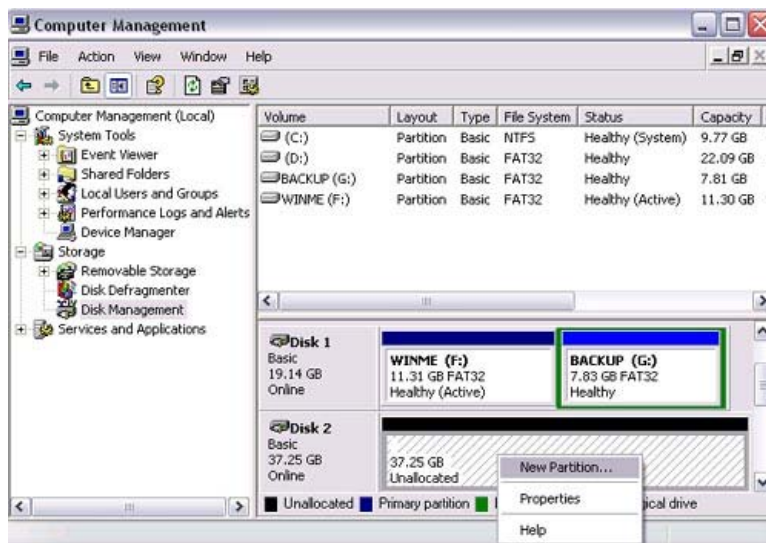 Computer Management
File Action View Window Help
Computer Management (Local)
System Tools
Event Viewer
Shared Folders
Local Users and Groups
Performance Logs and Alerts
Device Manager
Storage
Removable Storage
Disk Defragmenter
Disk Management
Services and Applications
Volume Layout Type File System Status Capacity
(C:) Partition Basic NTFS Healthy (System) 9.77 GB
(D:) Partition Basic FAT32 Healthy 22.09 GB
BACKUP (G:) Partition Basic FAT32 Healthy 7.81 GB
WINME (F:) Partition Basic FAT32 Healthy (Active) 11.30 GB
Disk 1
Basic
19.14 GB
Online
WINME (F:)
11.31 GB FAT32
Healthy (Active)
BACKUP (G:)
7.83 GB FAT32
Healthy
Disk 2
Basic
37.25 GB
Online
37.25 GB
Unallocated
New Partition...
Properties
Help
Unallocated Primary partition ical drive